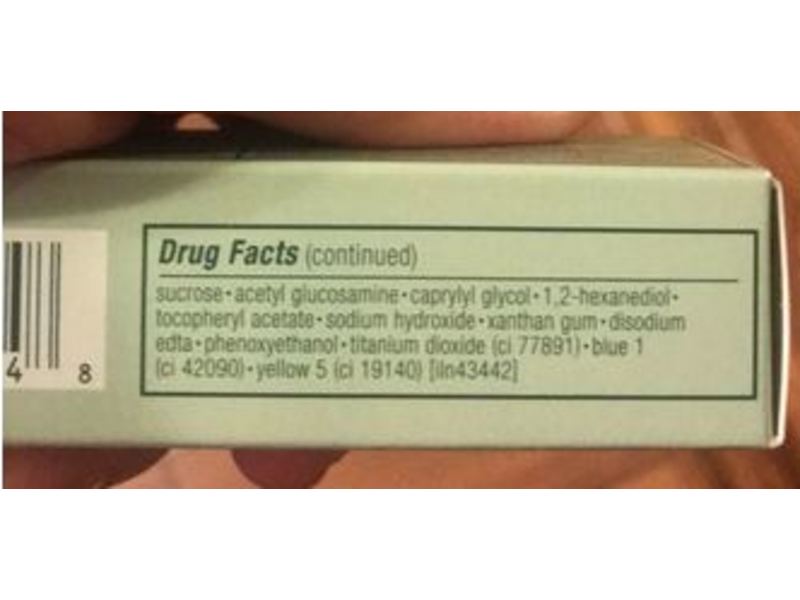 Drug Facts (continued)
sucrose • acetyl glucosamine • caprylyl glycol • 1,2-hexanediol •
tocopheryl acetate • sodium hydroxide • xanthan gum • disodium
edta • phenoxyethanol • titanium dioxide (ci 77891) • blue 1
(ci 42090) • yellow 5 (ci 19140) [iln43442]
4 8